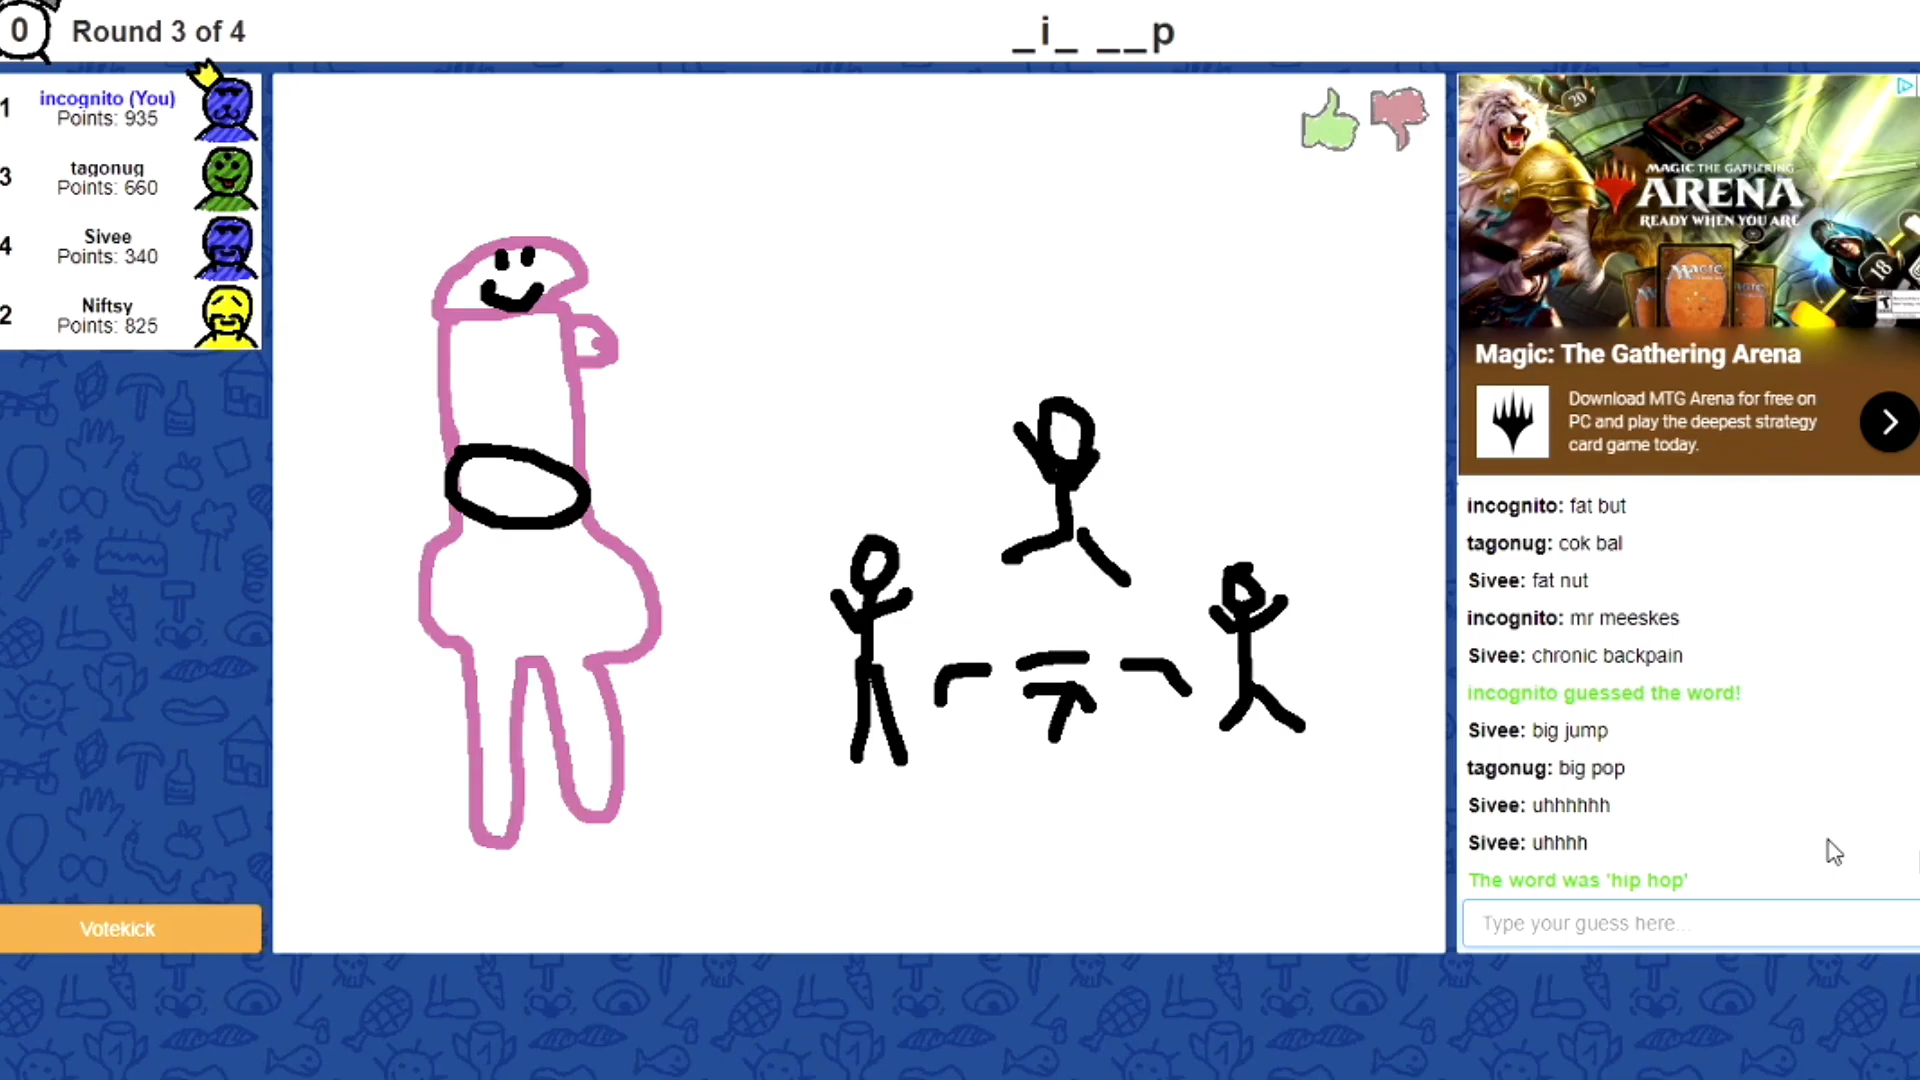 0
Round 3 of 4
_i_ __p
1
incognito (You)
Points: 935
3
tagonug
Points: 660
4
Sivee
Points: 340
2
Niftsy
Points: 825
Votekick
20
MAGIC THE GATHERING
ARENA
READY WHEN YOU ARE
18
MAGIC
T
Magic: The Gathering Arena
Download MTG Arena for free on
PC and play the deepest strategy
card game today.
incognito: fat but
tagonug: cok bal
Sivee: fat nut
incognito: mr meeskes
Sivee: chronic backpain
incognito guessed the word!
Sivee: big jump
tagonug: big pop
Sivee: uhhhhhh
Sivee: uhhhh
The word was 'hip hop'
Type your guess here...